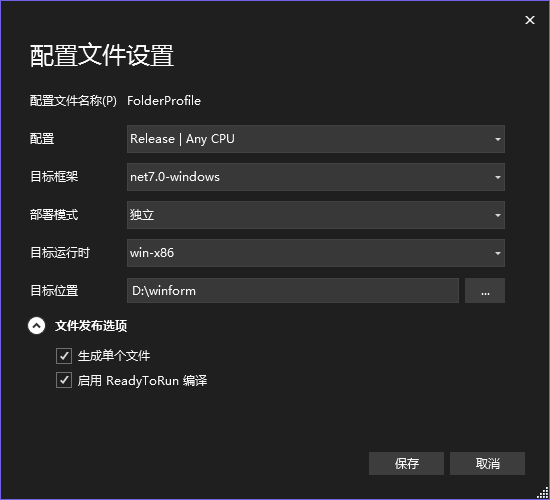 配置文件设置
配置文件名称(P) FolderProfile
配置 Release | Any CPU
目标框架 net7.0-windows
部署模式 独立
目标运行时 win-x86
目标位置 D:\winform ...
文件发布选项
生成单个文件
启用 ReadyToRun 编译
保存 取消